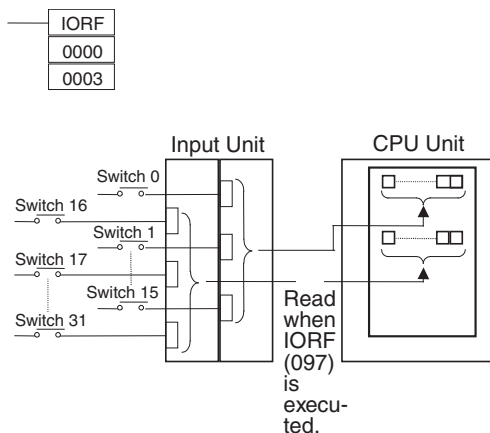 IORF
0000
0003
Input Unit
CPU Unit
Switch 0
Switch 16
Switch 1
Switch 17
Switch 15
Switch 31
Read
when
IORF
(097)
is
execu-
ted.